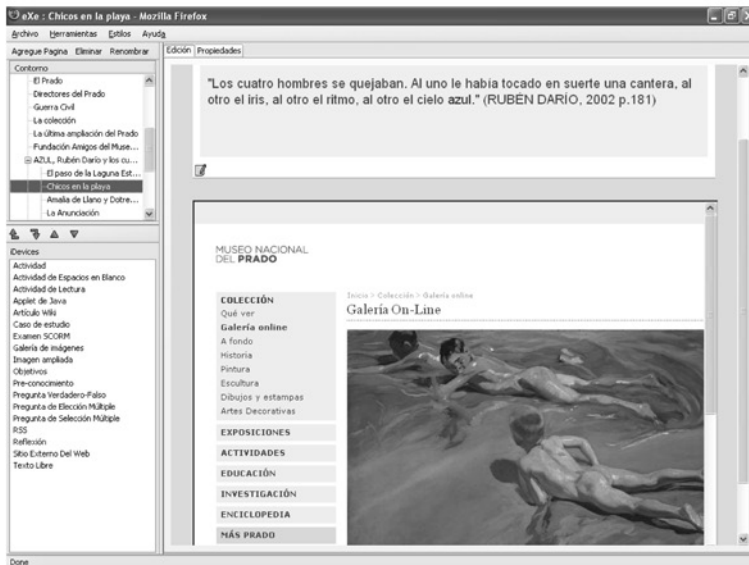 eXe : Chicos en la playa - Mozilla Firefox
Archivo Herramientas Estilos Ayuda
Agregue Pagina Eliminar Renombrar
Contorno
El Prado
Directores del Prado
Guerra Civil
La colección
La última ampliación del Prado
Fundación Amigos del Muse...
AZUL, Rubén Darío y los cu...
El paso de la Laguna Est...
Chicos en la playa
Amalia de Llano y Dotre...
La Anunciación
iDevices
Actividad
Actividad de Espacios en Blanco
Actividad de Lectura
Applet de Java
Artículo Wiki
Caso de estudio
Examen SCORM
Galería de imágenes
Imagen ampliada
Objetivos
Pre-conocimiento
Pregunta Verdadero-Falso
Pregunta de Elección Múltiple
Pregunta de Selección Múltiple
RSS
Reflexión
Sitio Externo Del Web
Texto Libre
Edición Propiedades
"Los cuatro hombres se quejaban. Al uno le había tocado en suerte una cantera, al
otro el iris, al otro el ritmo, al otro el cielo azul." (RUBÉN DARÍO, 2002 p.181)
MUSEO NACIONAL
DEL PRADO
COLECCIÓN
Qué ver
Galería online
A fondo
Historia
Pintura
Escultura
Dibujos y estampas
Artes Decorativas
EXPOSICIONES
ACTIVIDADES
EDUCACIÓN
INVESTIGACIÓN
ENCICLOPEDIA
MÁS PRADO
Inicio > Colección > Galería online
Galería On-Line
Done